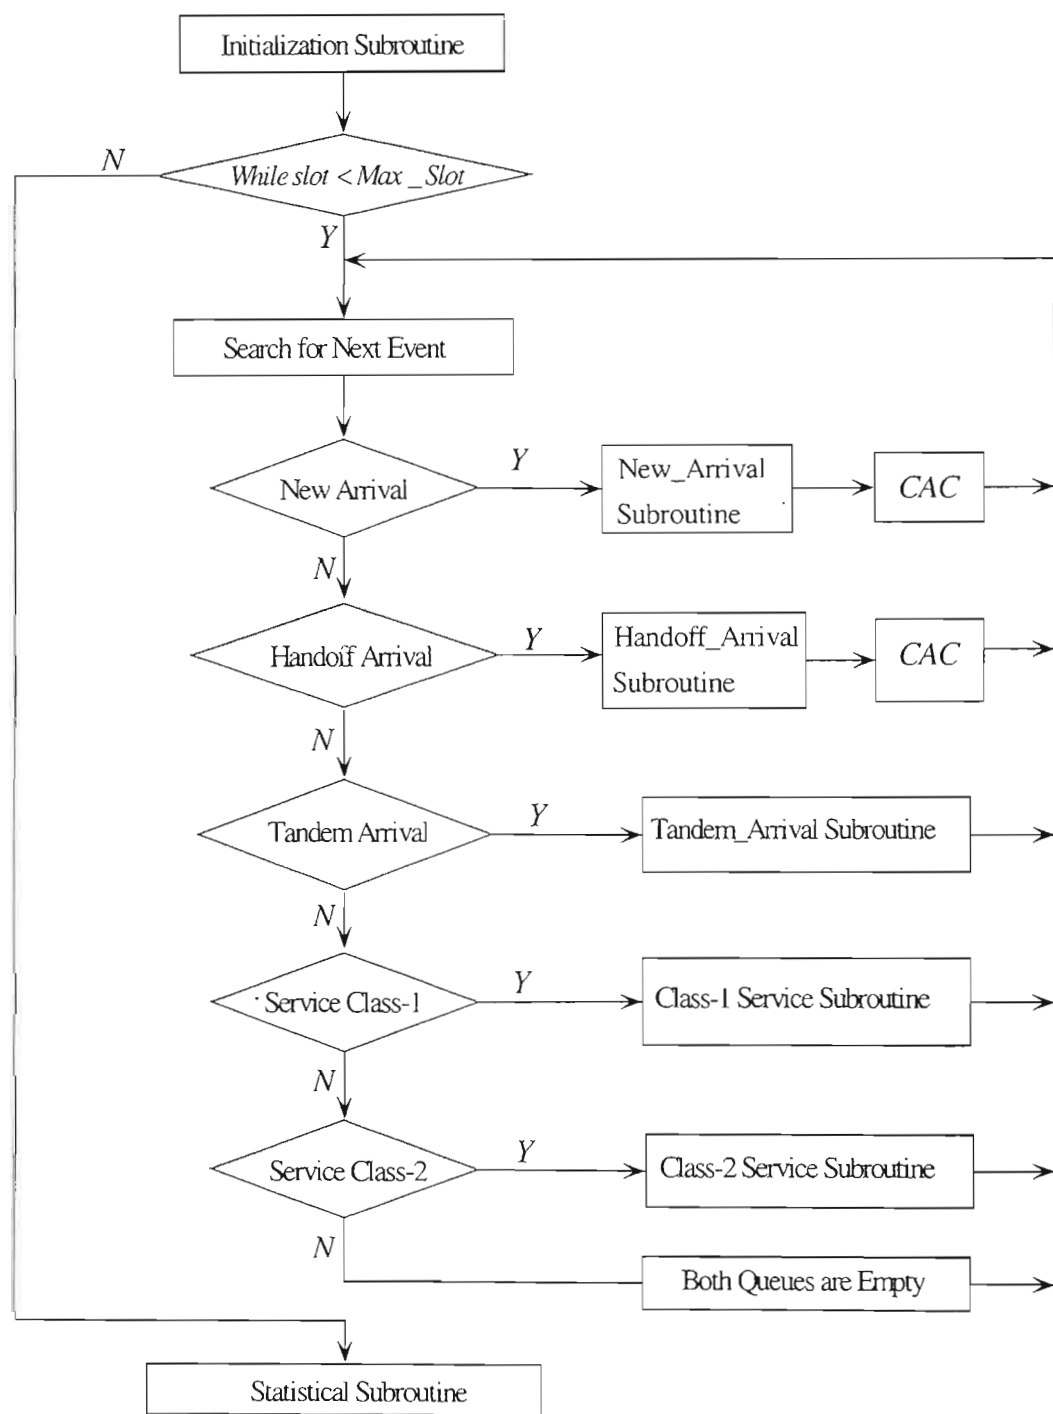 Initialization Subroutine
N
While slot < Max _ Slot
Y
Search for Next Event
New Arrival
Y
New_Arrival
Subroutine
CAC
N
Handoff Arrival
Y
Handoff_Arrival
Subroutine
CAC
N
Tandem Arrival
Y
Tandem_Arrival Subroutine
N
Service Class-1
Y
Class-1 Service Subroutine
N
Service Class-2
Y
Class-2 Service Subroutine
N
Both Queues are Empty
Statistical Subroutine